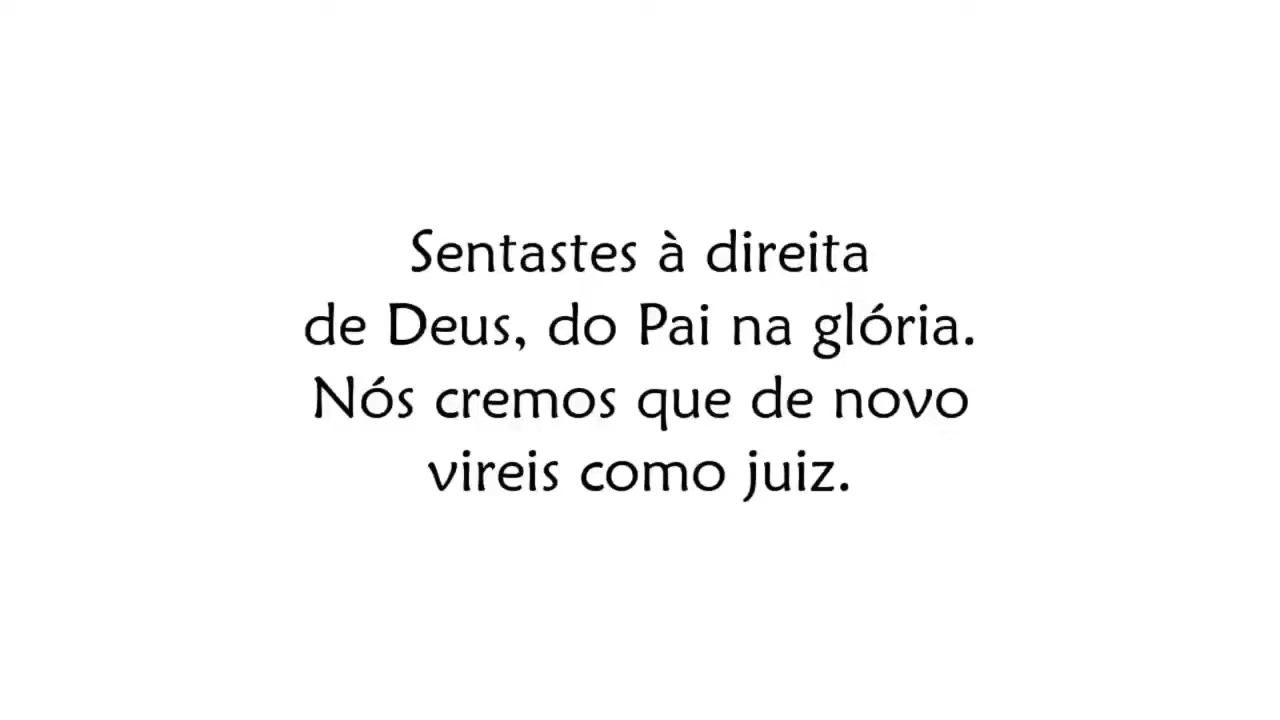 Sentastes à direita
de Deus, do Pai na glória.
Nós cremos que de novo
vireis como juiz.